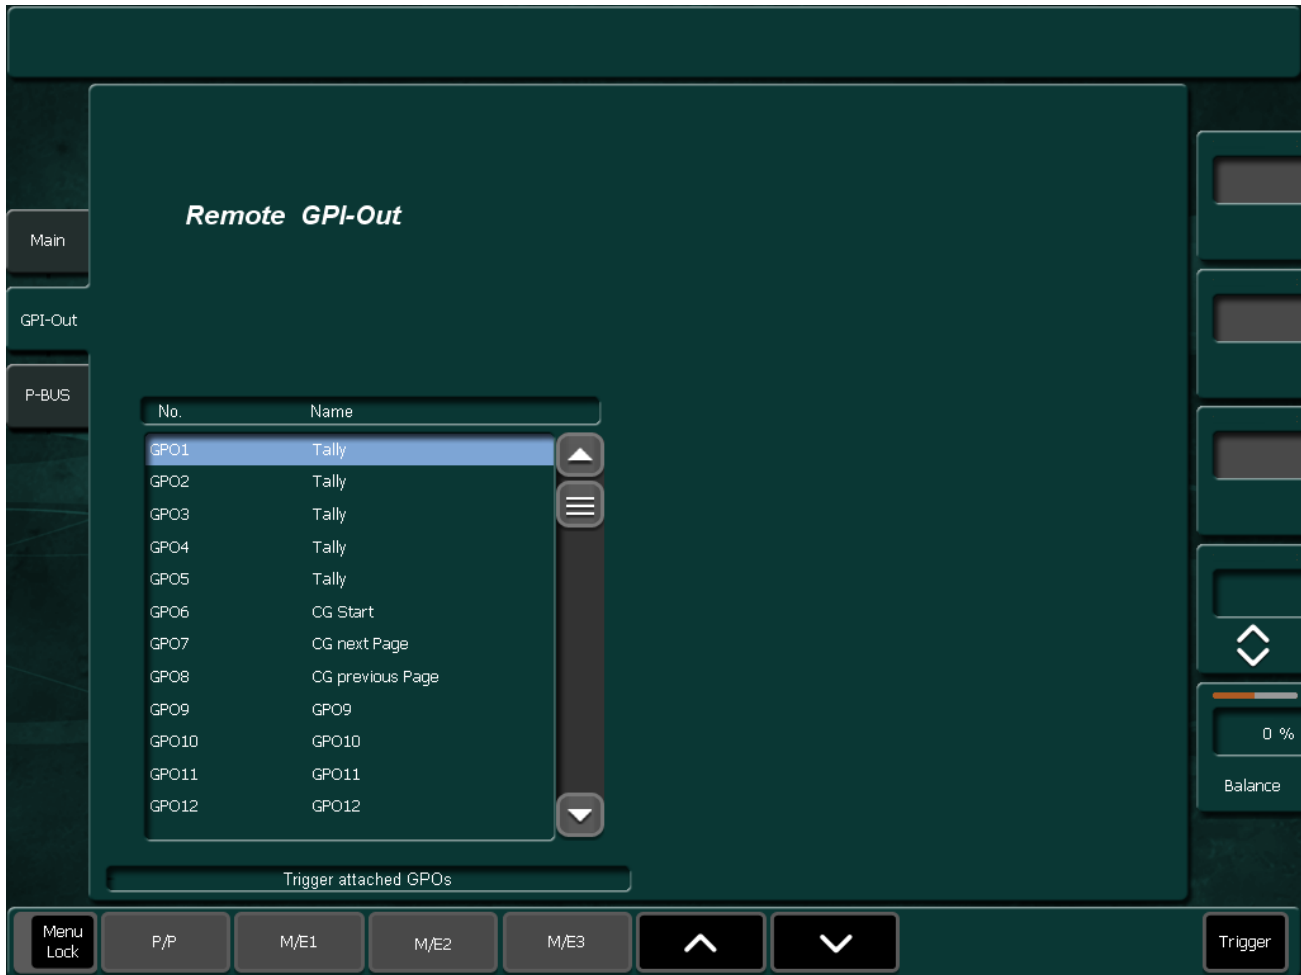 Remote GPI-Out
Main
GPI-Out
P-BUS
No. Name
GPO1 Tally
GPO2 Tally
GPO3 Tally
GPO4 Tally
GPO5 Tally
GPO6 CG Start
GPO7 CG next Page
GPO8 CG previous Page
GPO9 GPO9
GPO10 GPO10
GPO11 GPO11
GPO12 GPO12
0 %
Balance
Trigger attached GPOs
Menu
Lock
P/P
M/E1
M/E2
M/E3
Trigger